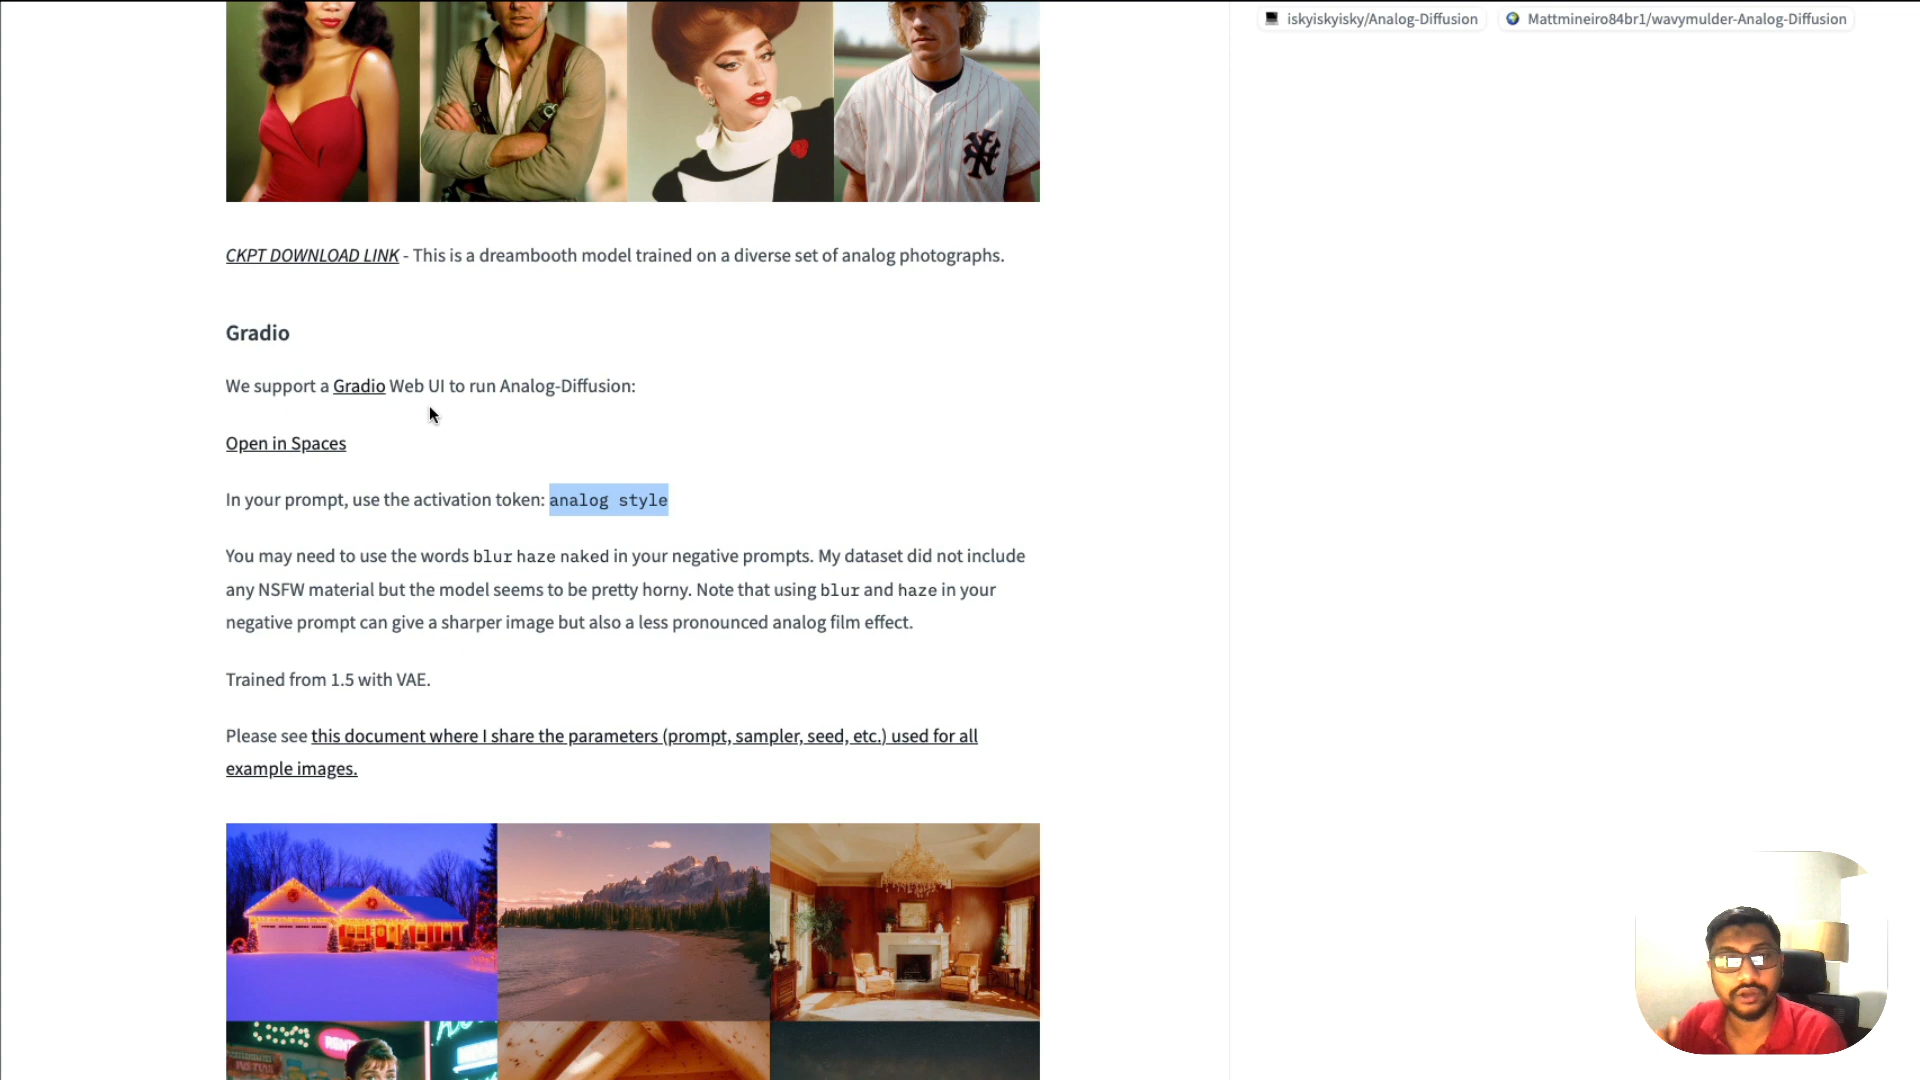 iskyiskyisky/Analog-Diffusion
Mattmineiro84br1/wavymulder-Analog-Diffusion
NY
CKPT DOWNLOAD LINK - This is a dreambooth model trained on a diverse set of analog photographs.
Gradio
We support a Gradio Web UI to run Analog-Diffusion:
Open in Spaces
In your prompt, use the activation token: analog style
You may need to use the words blur haze naked in your negative prompts. My dataset did not include
any NSFW material but the model seems to be pretty horny. Note that using blur and haze in your
negative prompt can give a sharper image but also a less pronounced analog film effect.
Trained from 1.5 with VAE.
Please see this document where I share the parameters (prompt, sampler, seed, etc.) used for all
example images.